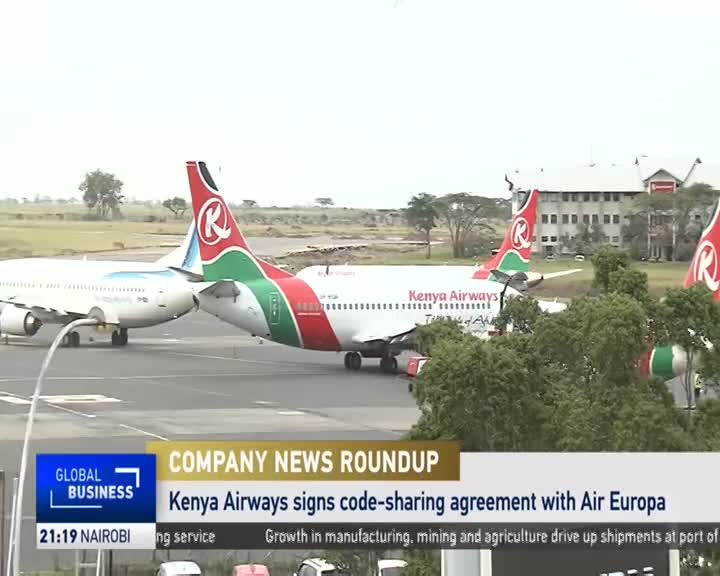 Kenya Airways
COMPANY NEWS ROUNDUP
GLOBAL
BUSINESS
Kenya Airways signs code-sharing agreement with Air Europa
21:19 NAIROBI
ing service Growth in manufacturing, mining and agriculture drive up shipments at port of